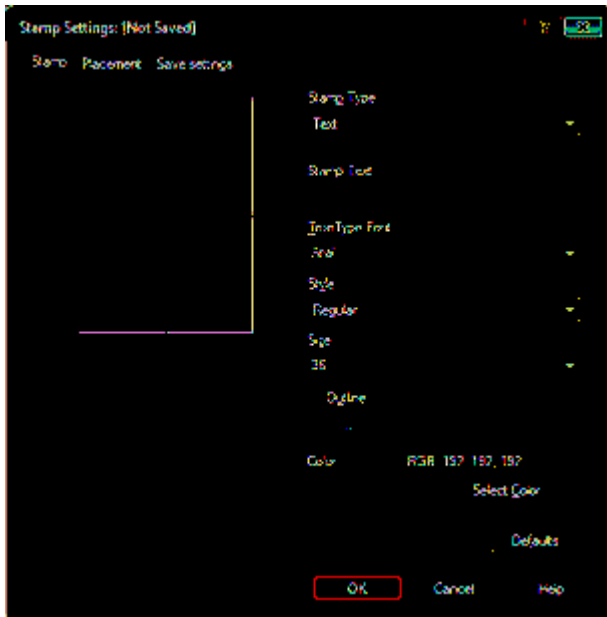 Stamp Settings: [Not Saved]
Stamp Placement Save settings
Stamp Type
Text
Stamp Text
TrueType Font
Arial
Style
Regular
Size
36
Outline
Color RGB: 192, 192, 192
Select Color
Defaults
OK Cancel Help